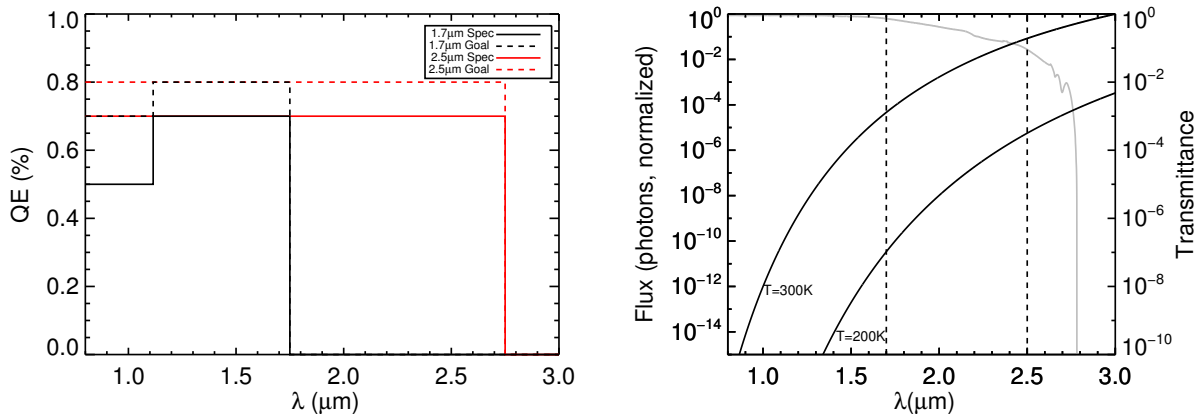 1.7μm Spec
1.7μm Goal
2.5μm Spec
2.5μm Goal
1.0
0.8
0.6
0.4
0.2
0.0
QE (%)
1.0
1.5
2.0
2.5
3.0
λ (μm)
10⁰
10⁻²
10⁻⁴
10⁻⁶
10⁻⁸
10⁻¹⁰
10⁻¹²
10⁻¹⁴
Flux (photons, normalized)
T=300K
T=200K
10⁰
10⁻²
10⁻⁴
10⁻⁶
10⁻⁸
10⁻¹⁰
Transmittance
1.0
1.5
2.0
2.5
3.0
λ(μm)